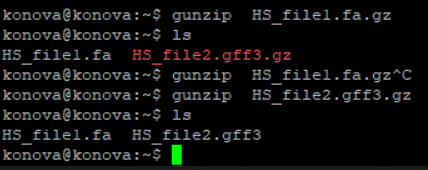 konova@konova:~$ gunzip  HS_file1.fa.gz
konova@konova:~$ ls
HS_file1.fa  HS_file2.gff3.gz
konova@konova:~$ gunzip  HS_file1.fa.gz^C
konova@konova:~$ gunzip  HS_file2.gff3.gz
konova@konova:~$ ls
HS_file1.fa  HS_file2.gff3
konova@konova:~$